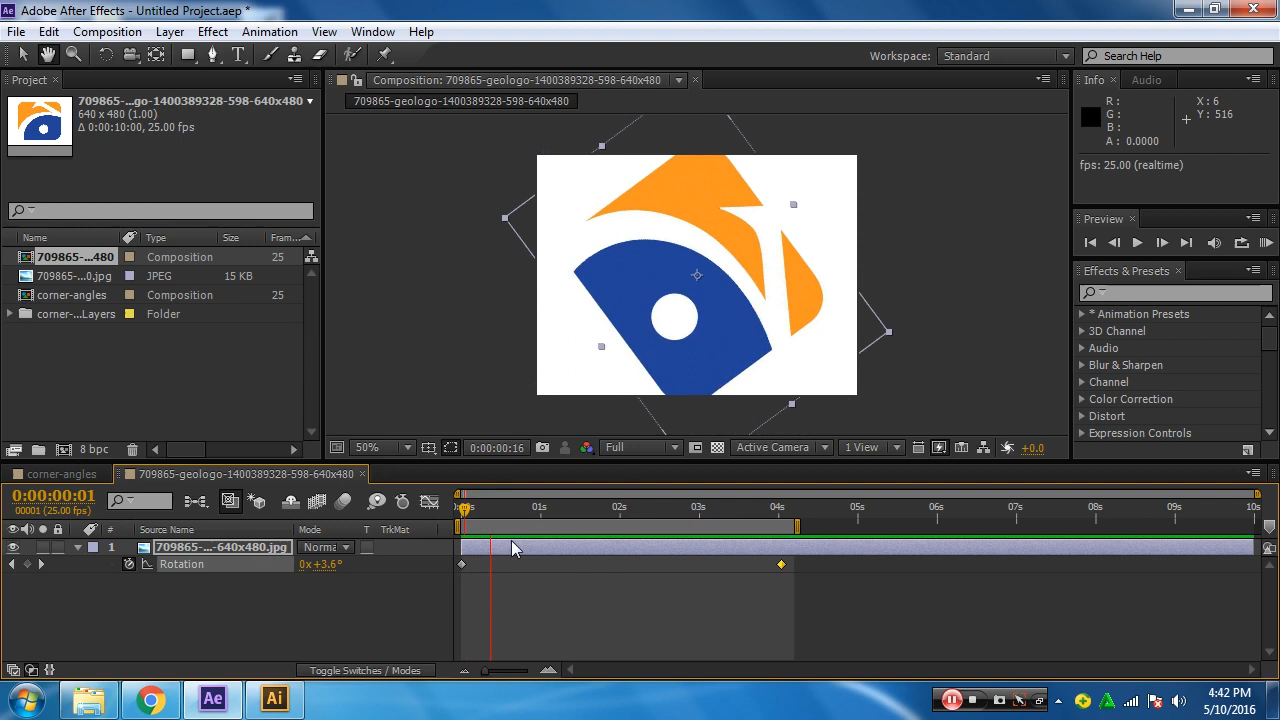 Adobe After Effects - Untitled Project.aep *
File Edit Composition Layer Effect Animation View Window Help
Workspace: Standard Search Help
Project
709865-...go-1400389328-598-640x480
640 x 480 (1.00)
Δ 0:00:10:00, 25.00 fps
Name Type Size Fram...
709865-...480 Composition 25
709865-...0.jpg JPEG 15 KB
corner-angles Composition 25
corner-...Layers Folder
8 bpc
Composition: 709865-geologo-1400389328-598-640x480
709865-geologo-1400389328-598-640x480
50% 0:00:00:16 Full Active Camera 1 View +0.0
Info Audio
R : X : 6
G : Y : 516
B :
A : 0.0000
fps: 25.00 (realtime)
Preview
Effects & Presets
* Animation Presets
3D Channel
Audio
Blur & Sharpen
Channel
Color Correction
Distort
Expression Controls
corner-angles 709865-geologo-1400389328-598-640x480
0:00:00:01
00001 (25.00 fps)
01s 02s 03s 04s 05s 06s 07s 08s 09s 10s
# Source Name Mode T TrkMat
1 709865-...-640x480.jpg Norma
Rotation 0x+3.6°
Toggle Switches / Modes
Ae Ai
4:42 PM
5/10/2016